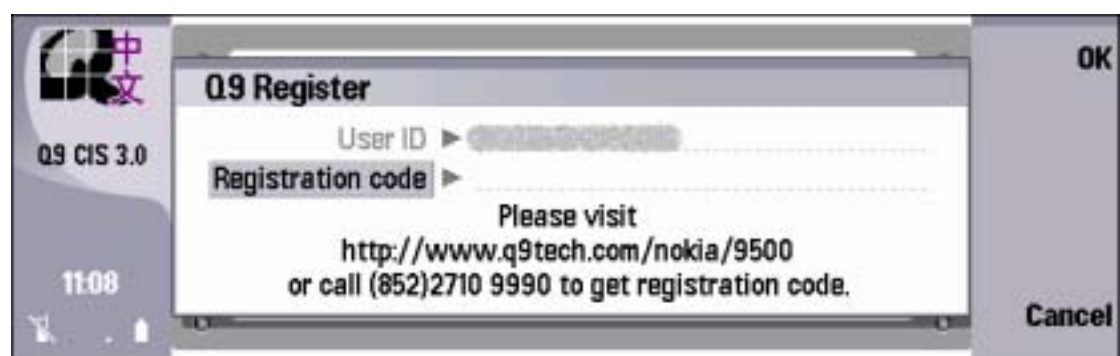 中
文
Q9 CIS 3.0
11:08
Q9 Register
User ID
Registration code
Please visit
http://www.q9tech.com/nokia/9500
or call (852)2710 9990 to get registration code.
OK
Cancel